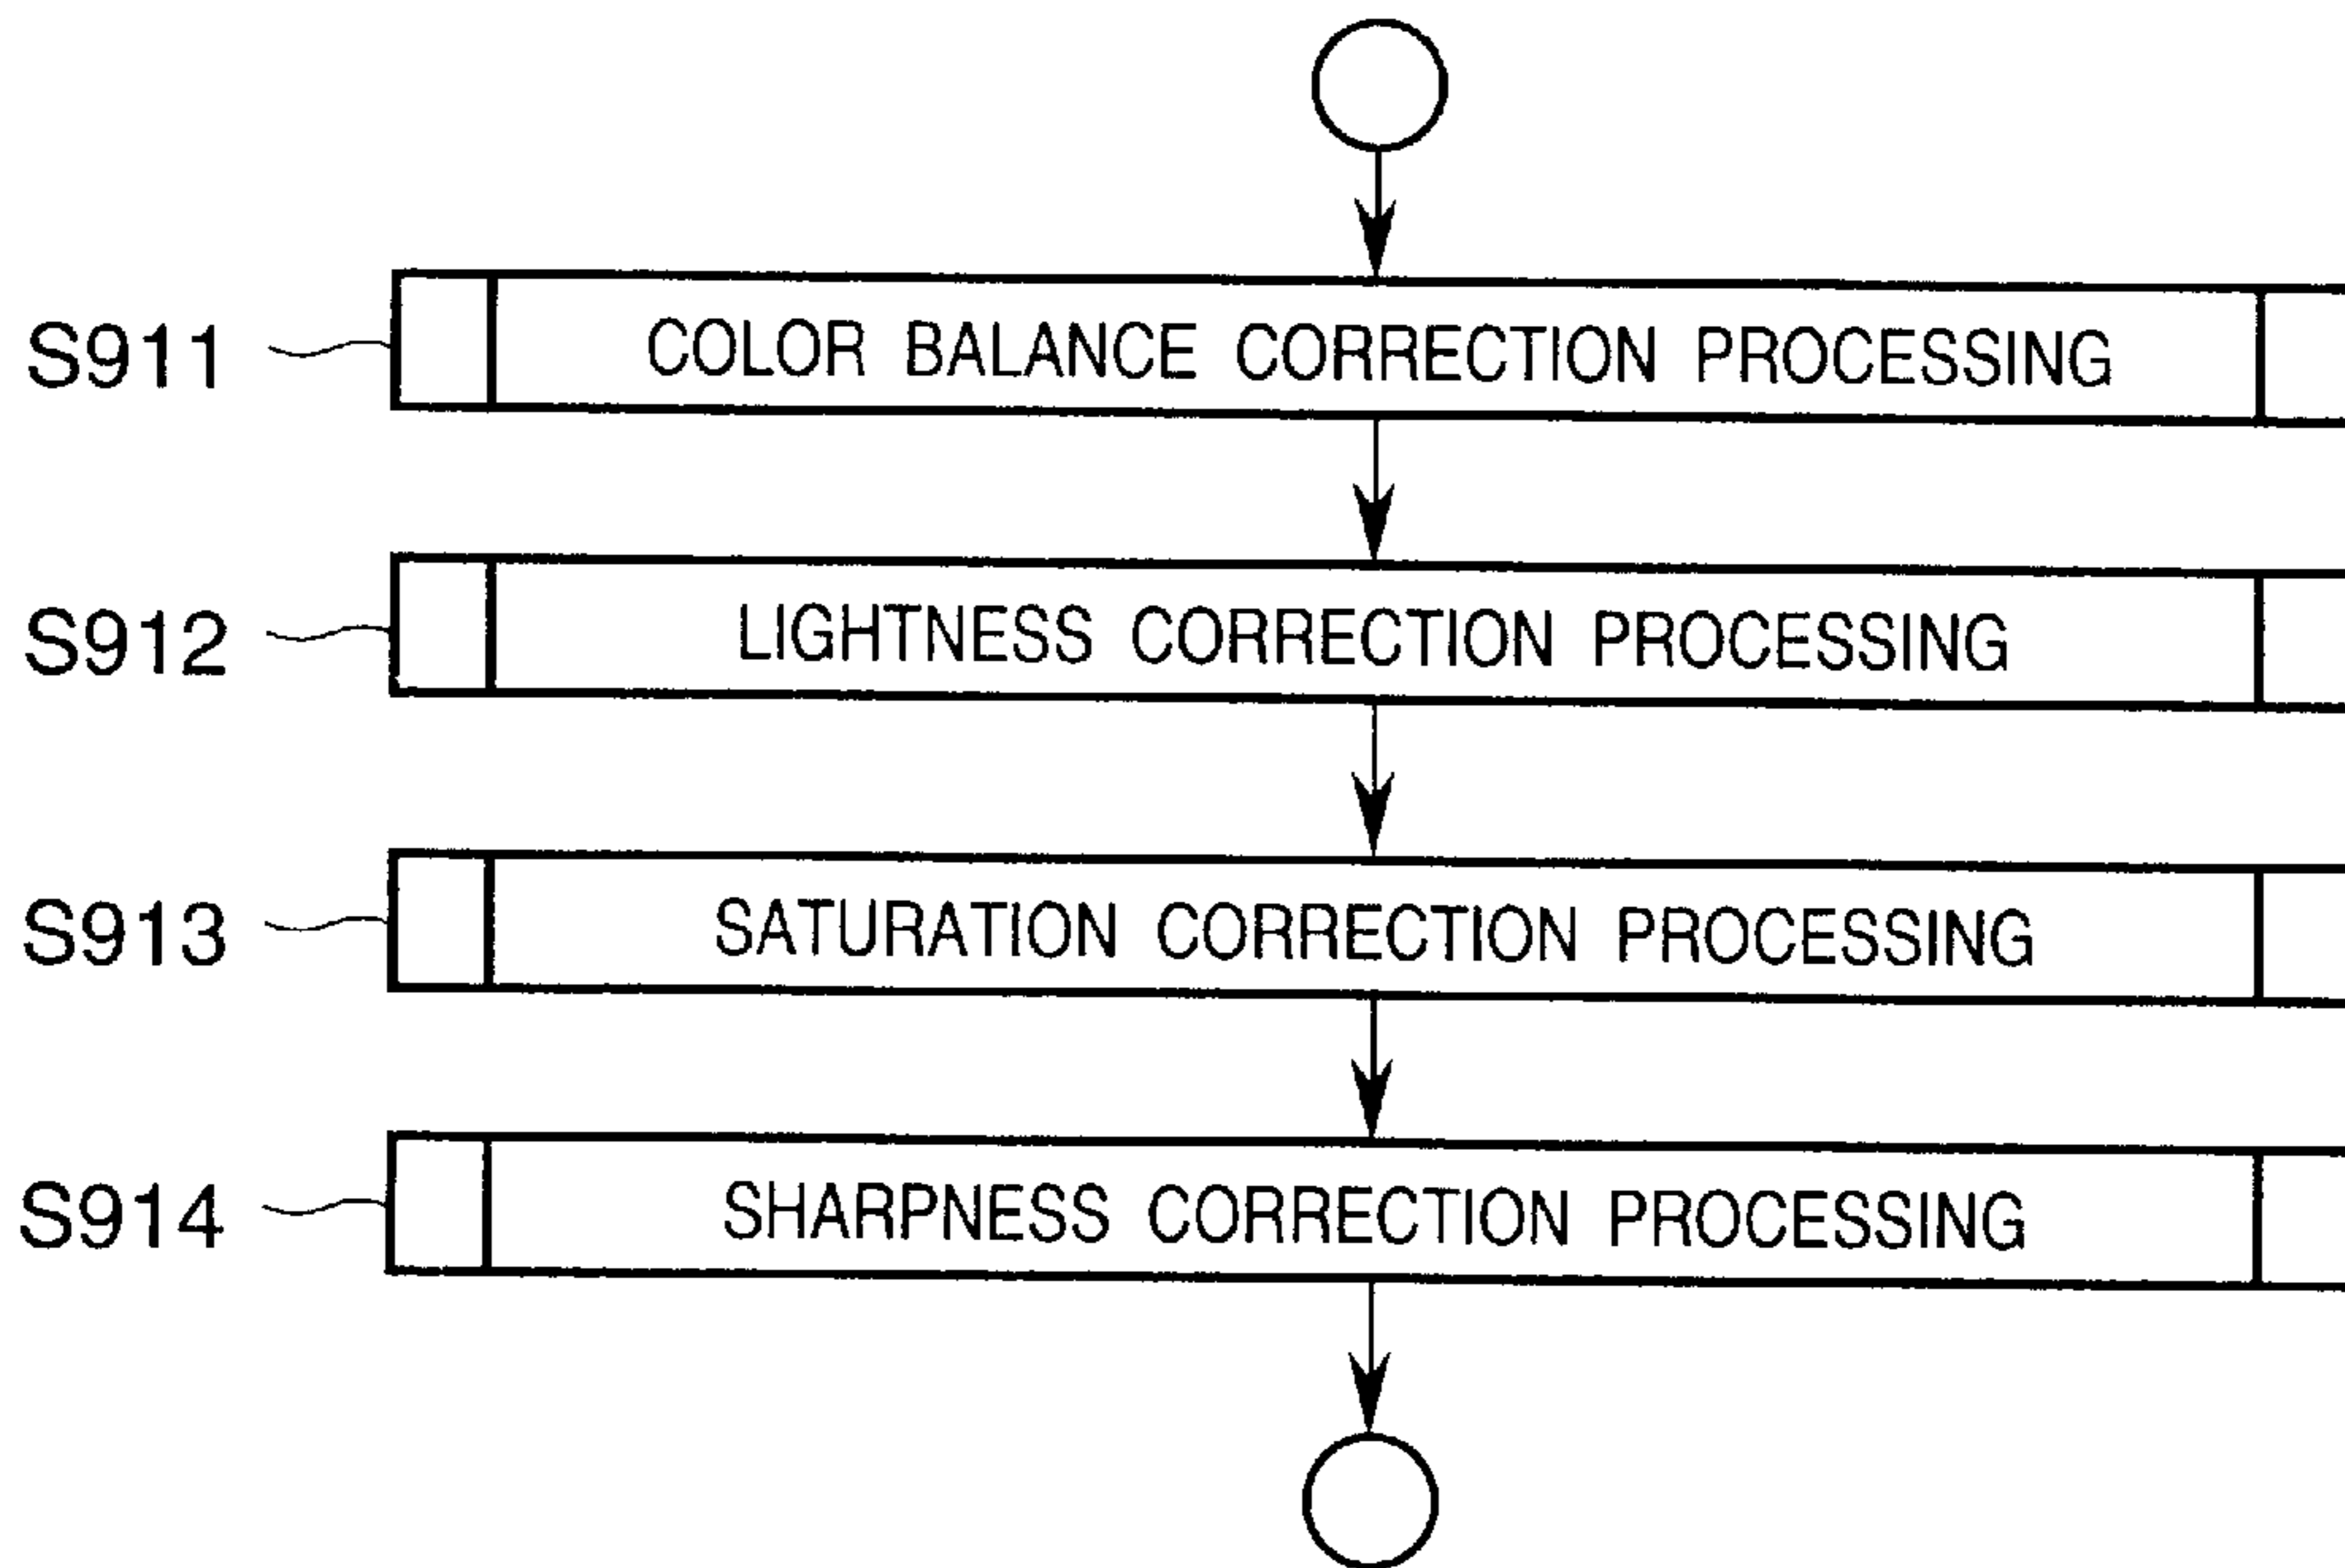 S911 COLOR BALANCE CORRECTION PROCESSING
S912 LIGHTNESS CORRECTION PROCESSING
S913 SATURATION CORRECTION PROCESSING
S914 SHARPNESS CORRECTION PROCESSING